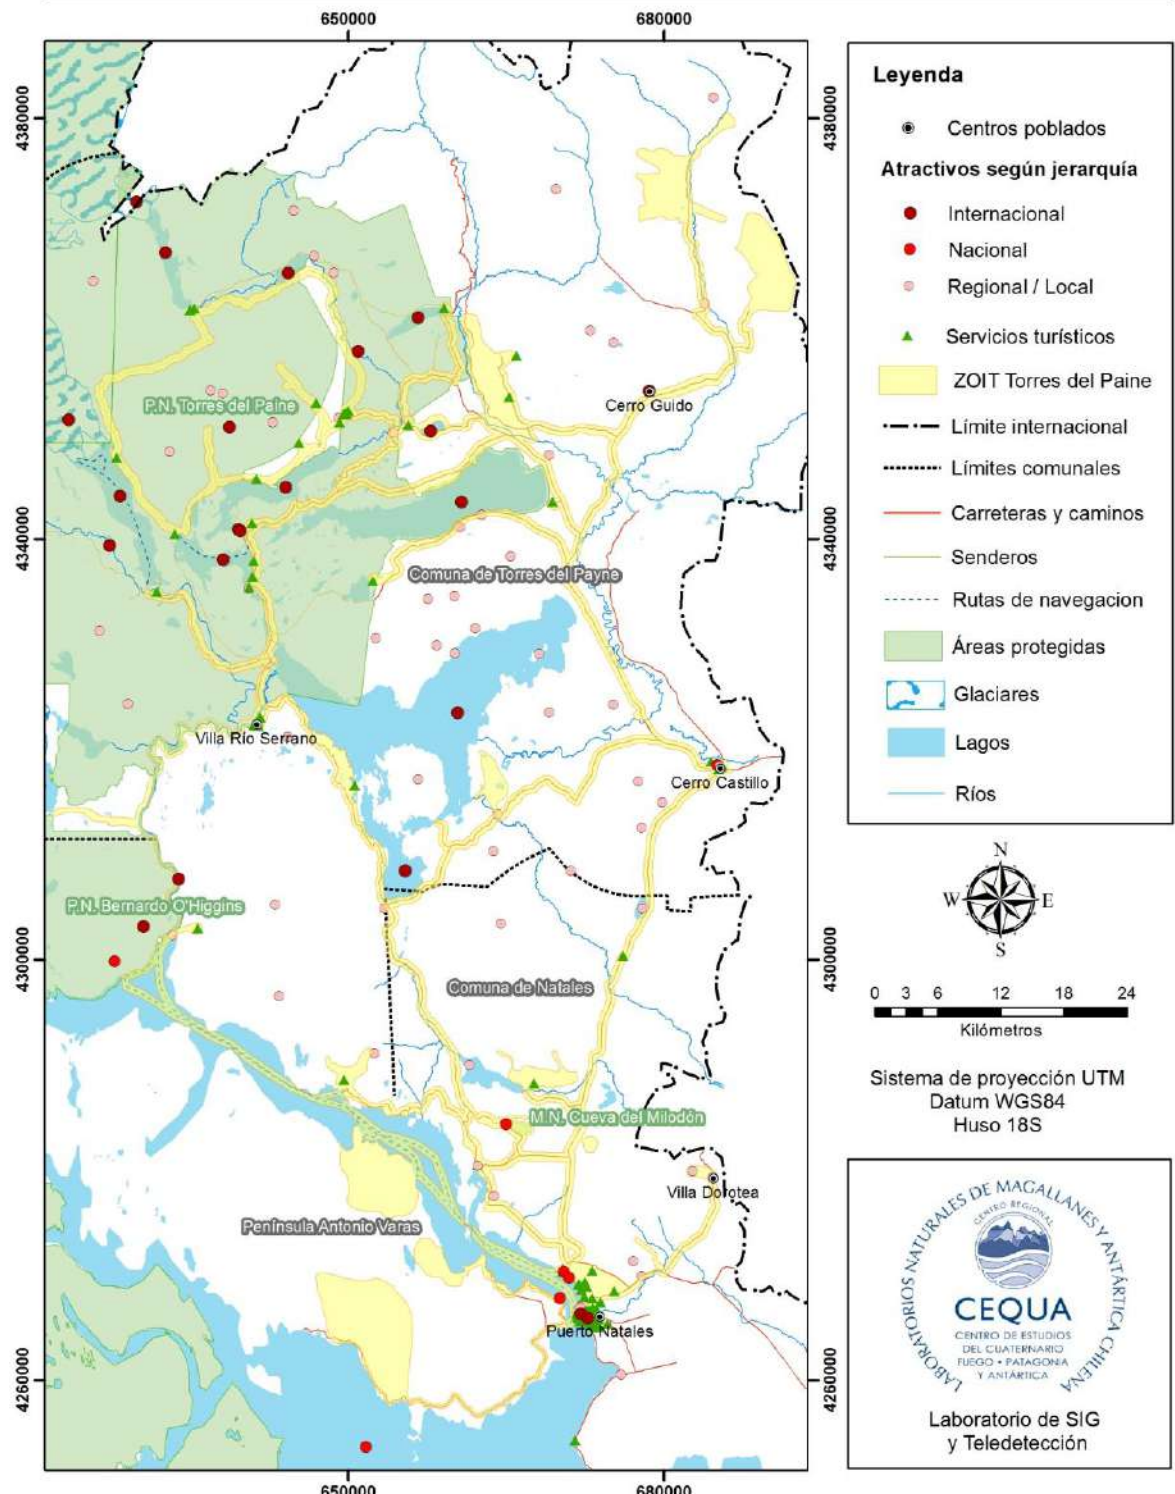 650000
680000
4380000
4380000
P.N. Torres del Paine
Cerro Guido
4340000
4340000
Comuna de Torres del Payne
Villa Río Serrano
Cerro Castillo
P.N. Bernardo O'Higgins
4300000
4300000
Comuna de Natales
M.N. Cueva del Milodón
Villa Dorotea
Península Antonio Varas
Puerto Natales
4260000
4260000
650000
680000
Leyenda
Centros poblados
Atractivos según jerarquía
Internacional
Nacional
Regional / Local
Servicios turísticos
ZOIT Torres del Paine
Límite internacional
Límites comunales
Carreteras y caminos
Senderos
Rutas de navegacion
Áreas protegidas
Glaciares
Lagos
Ríos
N
W
E
S
0 3 6 12 18 24
Kilómetros
Sistema de proyección UTM
Datum WGS84
Huso 18S
LABORATORIOS NATURALES DE MAGALLANES Y ANTÁRTICA CHILENA
CENTRO REGIONAL
CEQUA
CENTRO DE ESTUDIOS
DEL CUATERNARIO
FUEGO • PATAGONIA
Y ANTÁRTICA
Laboratorio de SIG
y Teledetección